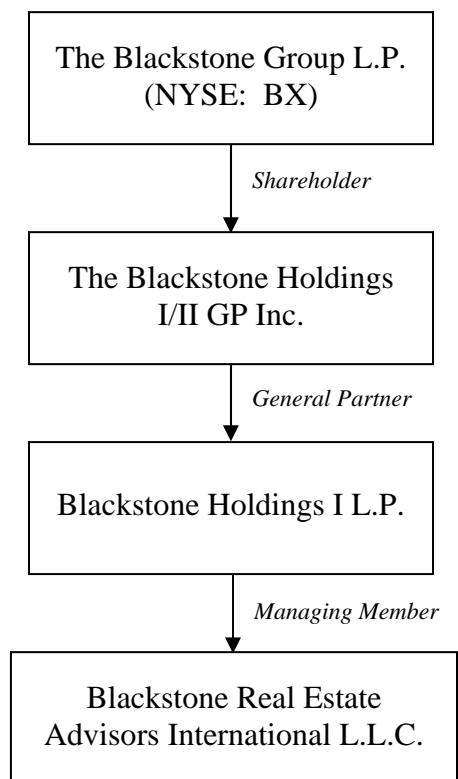 The Blackstone Group L.P.
(NYSE: BX)
Shareholder
The Blackstone Holdings
I/II GP Inc.
General Partner
Blackstone Holdings I L.P.
Managing Member
Blackstone Real Estate
Advisors International L.L.C.